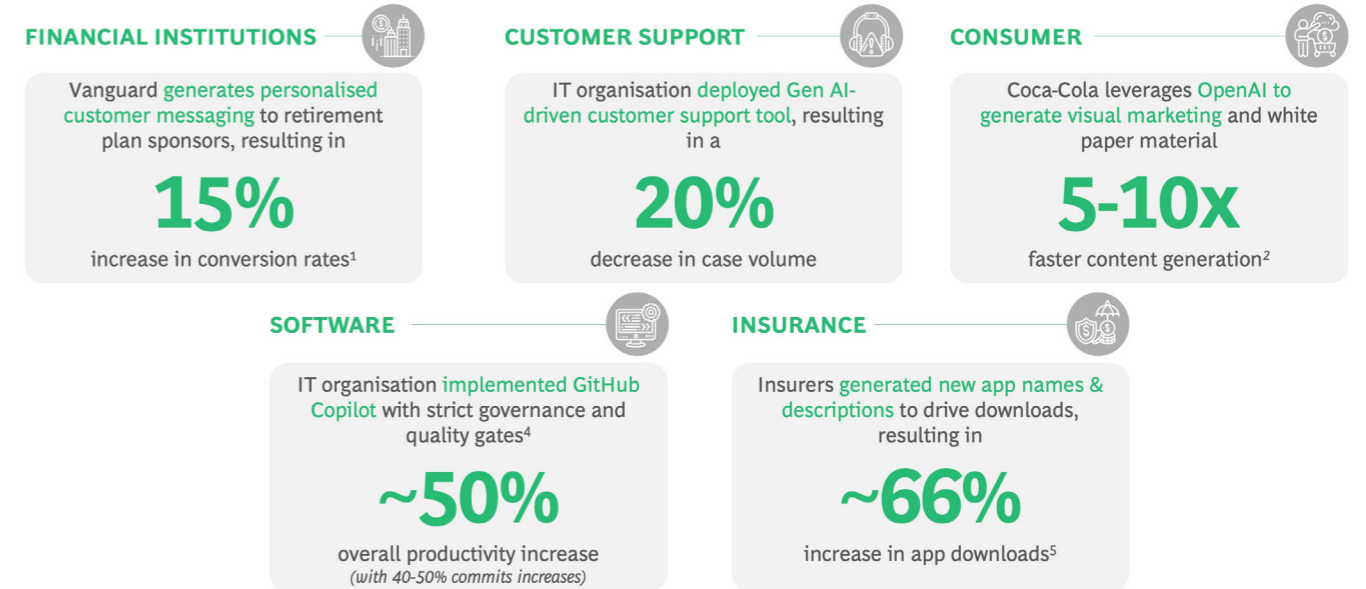 FINANCIAL INSTITUTIONS
Vanguard generates personalised
customer messaging to retirement
plan sponsors, resulting in
15%
increase in conversion rates¹
CUSTOMER SUPPORT
IT organisation deployed Gen AI-
driven customer support tool, resulting
in a
20%
decrease in case volume
CONSUMER
Coca-Cola leverages OpenAI to
generate visual marketing and white
paper material
5-10x
faster content generation²
SOFTWARE
IT organisation implemented GitHub
Copilot with strict governance and
quality gates⁴
~50%
overall productivity increase
(with 40-50% commits increases)
INSURANCE
Insurers generated new app names &
descriptions to drive downloads,
resulting in
~66%
increase in app downloads⁵